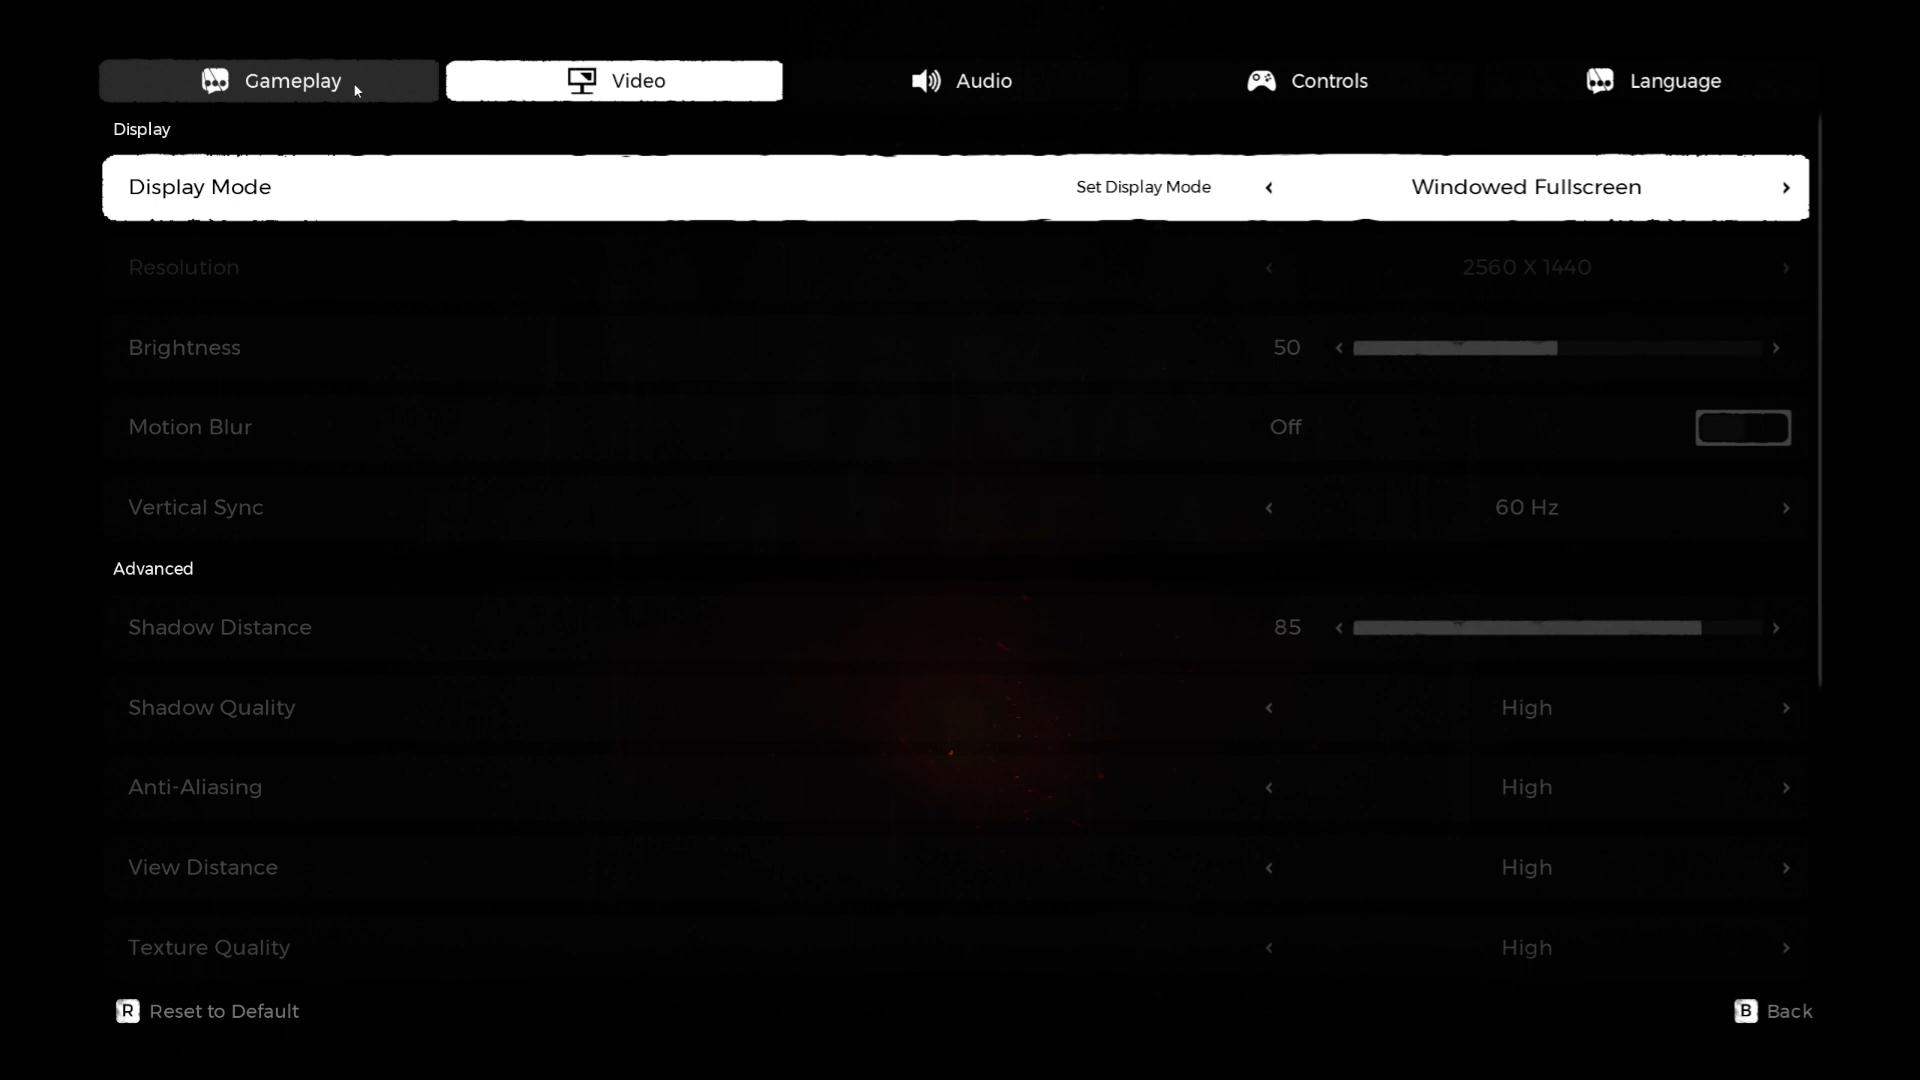 Gameplay Video Audio Controls Language
Display
Display Mode Set Display Mode Windowed Fullscreen
Resolution 2560 X 1440
Brightness 50
Motion Blur Off
Vertical Sync 60 Hz
Advanced
Shadow Distance 85
Shadow Quality High
Anti-Aliasing High
View Distance High
Texture Quality High
R Reset to Default B Back